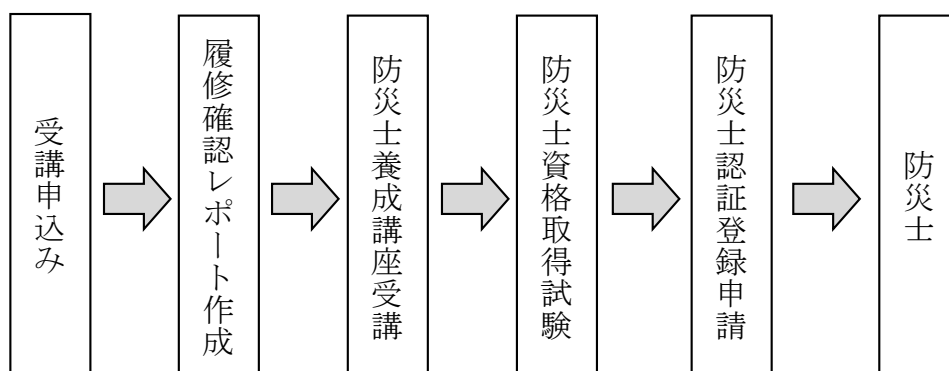 受講申込み
履修確認レポート作成
防災士養成講座受講
防災士資格取得試験
防災士認証登録申請
防災士